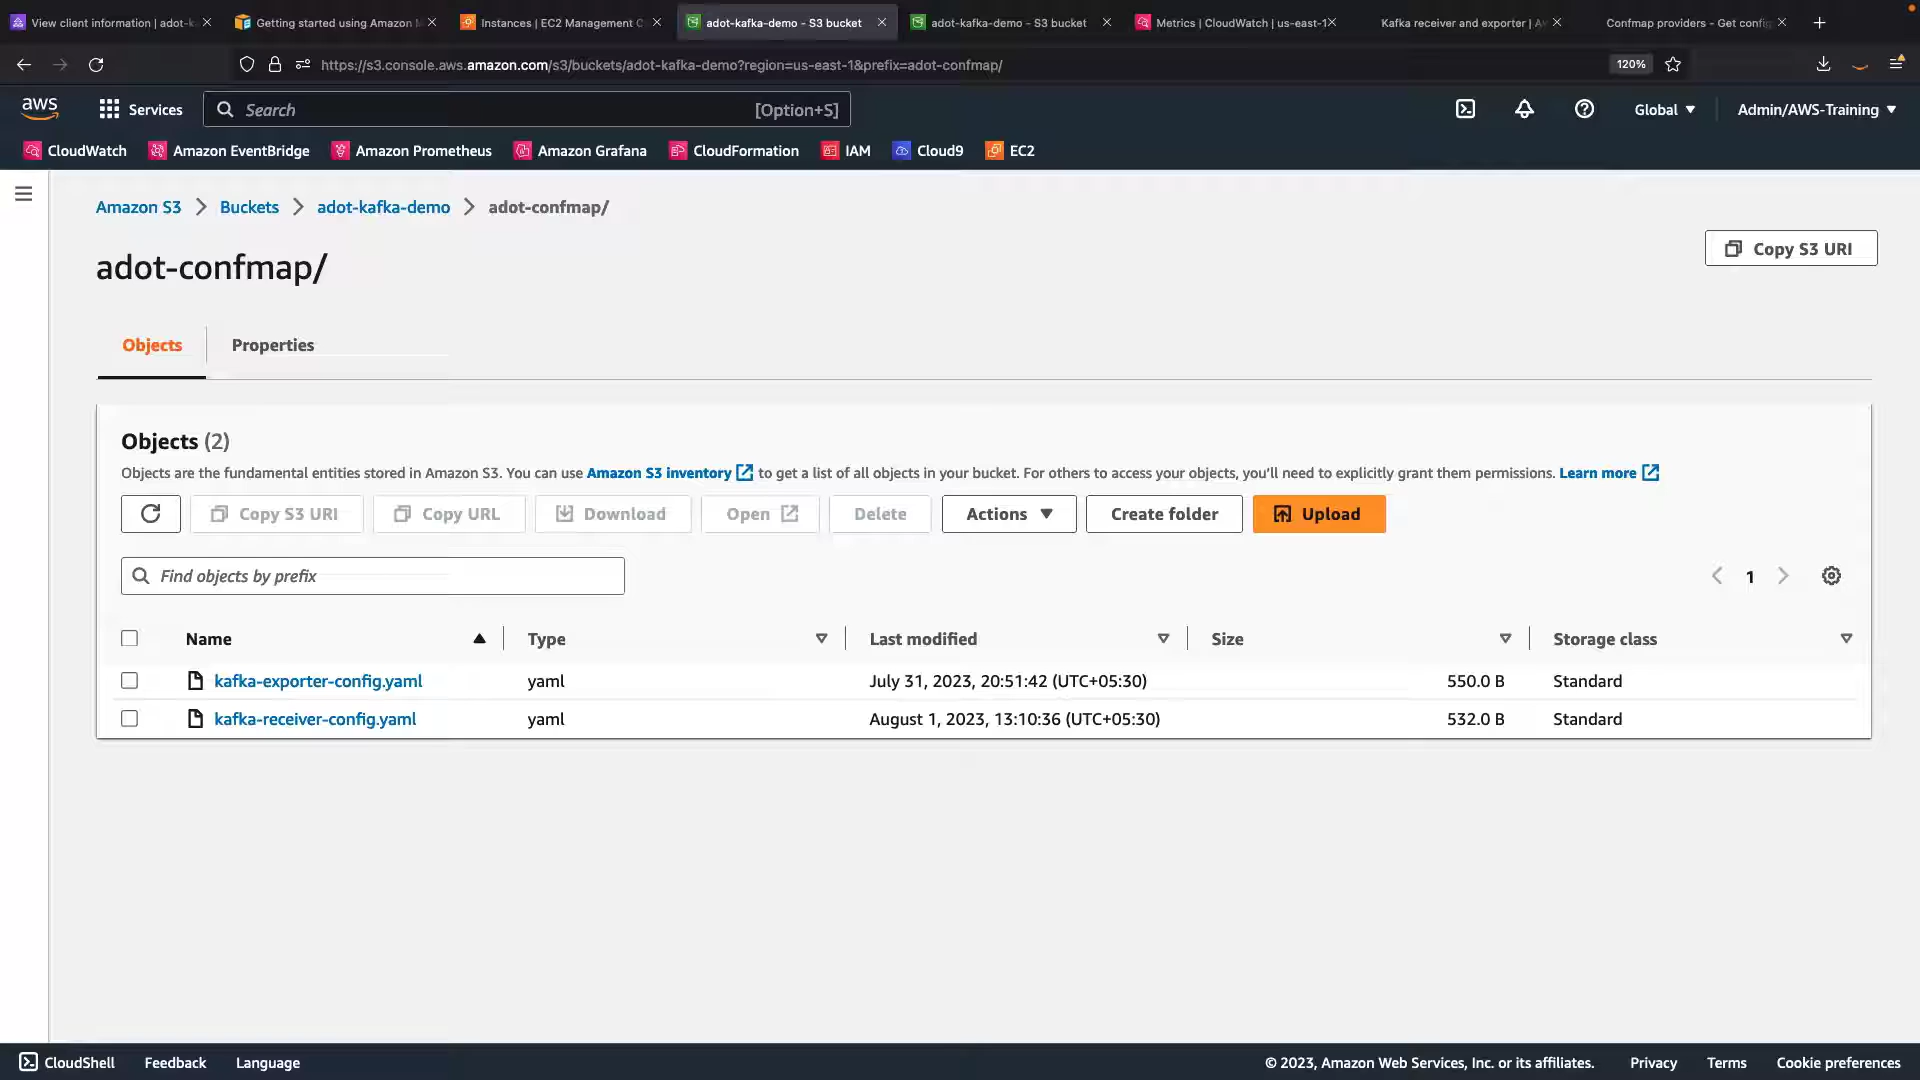 View client information | adot-k
Getting started using Amazon M
Instances | EC2 Management C
adot-kafka-demo - S3 bucket
adot-kafka-demo - S3 bucket
Metrics | CloudWatch | us-east-1
Kafka receiver and exporter | A
Confmap providers - Get config
https://s3.console.aws.amazon.com/s3/buckets/adot-kafka-demo?region=us-east-1&prefix=adot-confmap/
120%
aws
Services
Search
[Option+S]
Global
Admin/AWS-Training
CloudWatch
Amazon EventBridge
Amazon Prometheus
Amazon Grafana
CloudFormation
IAM
Cloud9
EC2
Amazon S3 > Buckets > adot-kafka-demo > adot-confmap/
Copy S3 URI
adot-confmap/
Objects
Properties
Objects (2)
Objects are the fundamental entities stored in Amazon S3. You can use Amazon S3 inventory to get a list of all objects in your bucket. For others to access your objects, you'll need to explicitly grant them permissions. Learn more
Copy S3 URI
Copy URL
Download
Open
Delete
Actions
Create folder
Upload
Find objects by prefix
1
Name
Type
Last modified
Size
Storage class
kafka-exporter-config.yaml
yaml
July 31, 2023, 20:51:42 (UTC+05:30)
550.0 B
Standard
kafka-receiver-config.yaml
yaml
August 1, 2023, 13:10:36 (UTC+05:30)
532.0 B
Standard
CloudShell
Feedback
Language
© 2023, Amazon Web Services, Inc. or its affiliates.
Privacy
Terms
Cookie preferences